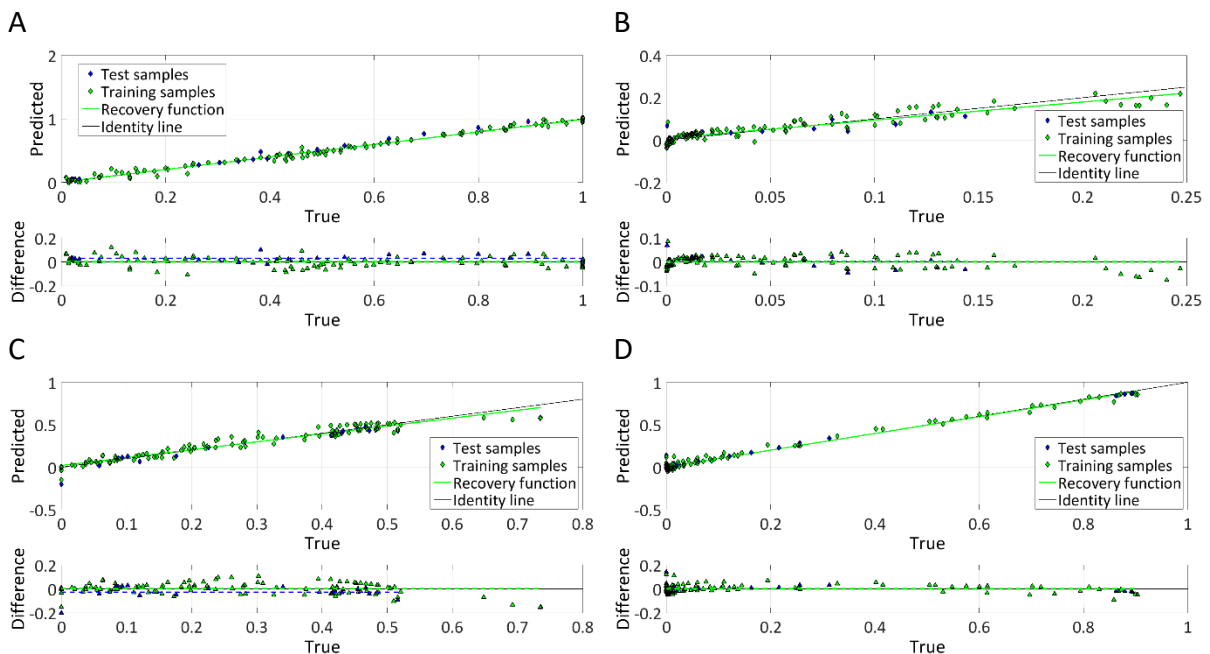 A
2
1
0
Predicted
Test samples
Training samples
Recovery function
Identity line
0 0.2 0.4 0.6 0.8 1
True
0.2
0
-0.2
Difference
0 0.2 0.4 0.6 0.8 1
True
B
0.4
0.2
0
-0.2
Predicted
Test samples
Training samples
Recovery function
Identity line
0 0.05 0.1 0.15 0.2 0.25
True
0.1
0
-0.1
Difference
0 0.05 0.1 0.15 0.2 0.25
True
C
1
0.5
0
-0.5
Predicted
Test samples
Training samples
Recovery function
Identity line
0 0.1 0.2 0.3 0.4 0.5 0.6 0.7 0.8
True
0.2
0
-0.2
Difference
0 0.1 0.2 0.3 0.4 0.5 0.6 0.7 0.8
True
D
1
0.5
0
-0.5
Predicted
Test samples
Training samples
Recovery function
Identity line
0 0.2 0.4 0.6 0.8 1
True
0.2
0
-0.2
Difference
0 0.2 0.4 0.6 0.8 1
True